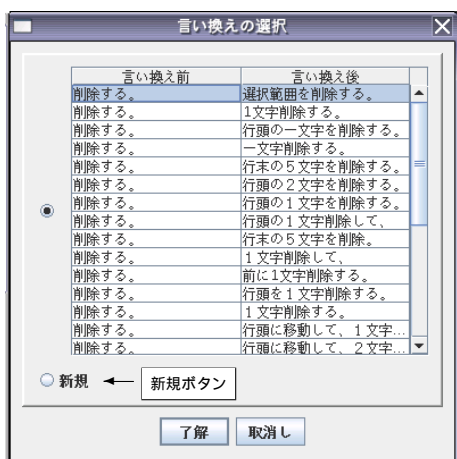 言い換えの選択
言い換え前 言い換え後
削除する。 選択範囲を削除する。
削除する。 1文字削除する。
削除する。 行頭の一文字を削除する。
削除する。 一文字削除する。
削除する。 行末の5文字を削除する。
削除する。 行頭の2文字を削除する。
削除する。 行頭の1文字を削除する。
削除する。 行頭の1文字削除して、
削除する。 行末の5文字を削除。
削除する。 1文字削除して、
削除する。 前に1文字削除する。
削除する。 行頭を1文字削除する。
削除する。 1文字削除する。
削除する。 行頭に移動して、1文字...
削除する。 行頭に移動して、2文字...
新規 新規ボタン
了解 取消し